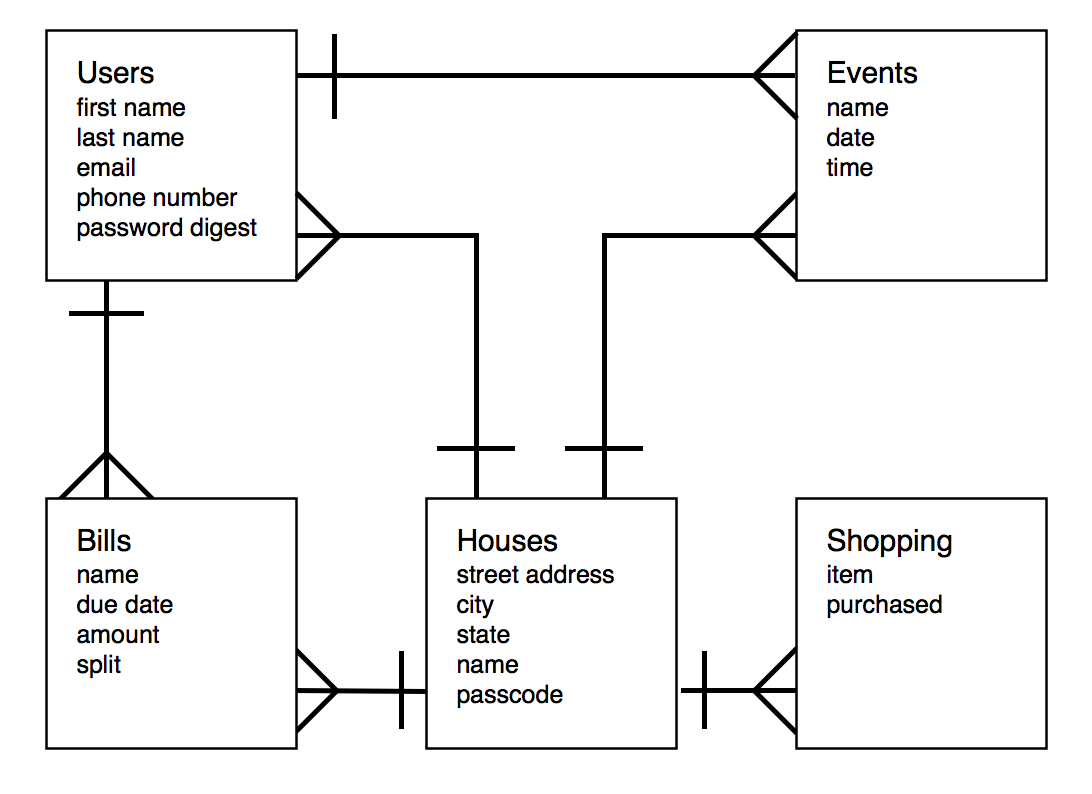 Users
first name
last name
email
phone number
password digest
Events
name
date
time
Bills
name
due date
amount
split
Houses
street address
city
state
name
passcode
Shopping
item
purchased